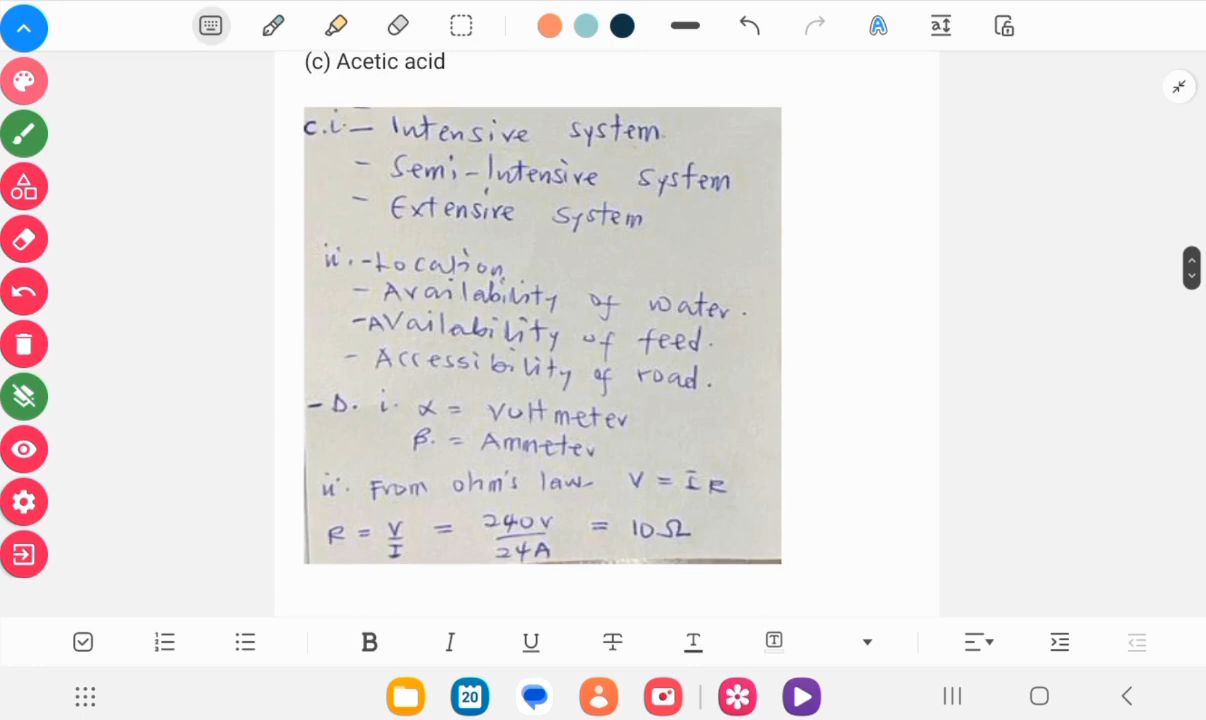 (c) Acetic acid
c.i. – Intensive system.
- Semi-Intensive system
- Extensive system
ii. - Location
- Availability of water.
- Availability of feed.
- Accessibility of road.
- D. i. α = Voltmeter
β. = Ammeter
ii. From ohm's law V = IR
R = V/I = 240V/24A = 10Ω
B I U T T T
20